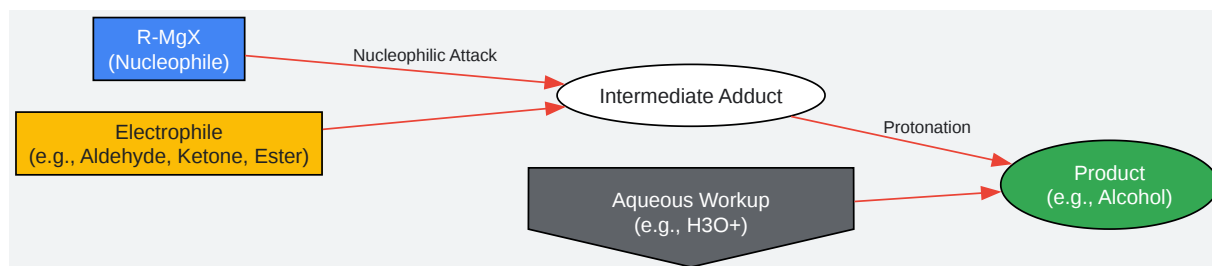 R-MgX
(Nucleophile)
Nucleophilic Attack
Electrophile
(e.g., Aldehyde, Ketone, Ester)
Intermediate Adduct
Protonation
Aqueous Workup
(e.g., H3O+)
Product
(e.g., Alcohol)